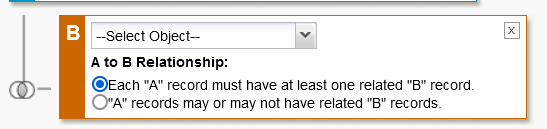 B
--Select Object--
x
A to B Relationship:
Each "A" record must have at least one related "B" record.
"A" records may or may not have related "B" records.